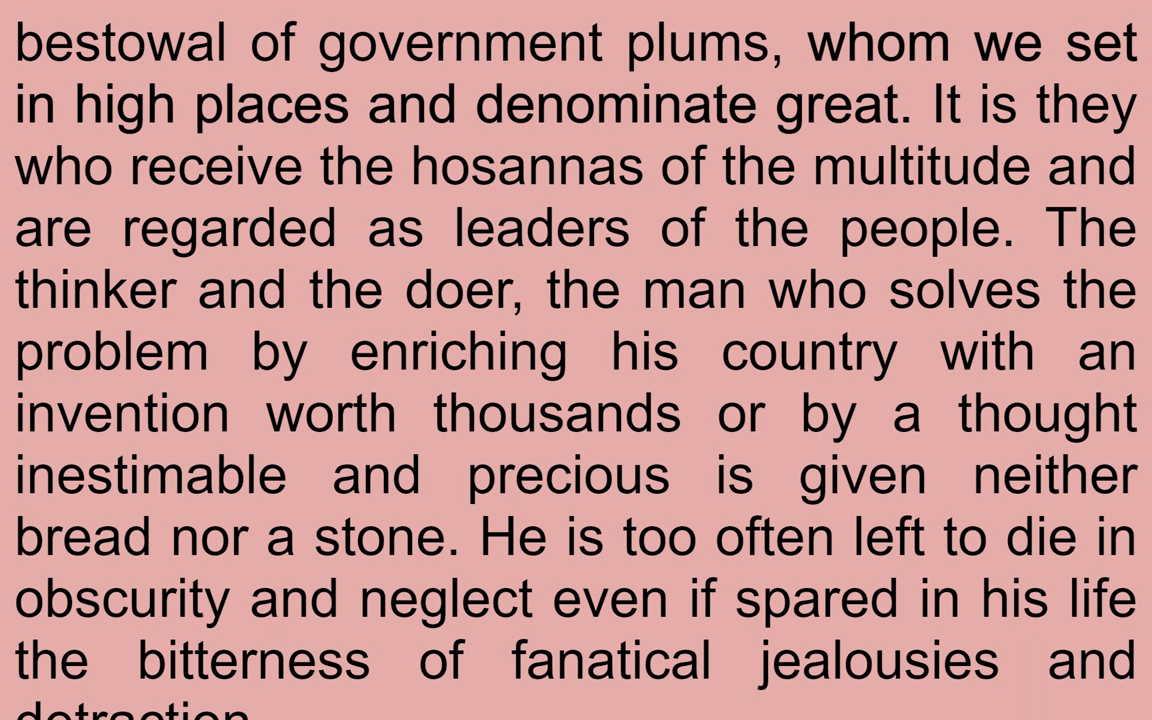 bestowal of government plums, whom we set
in high places and denominate great. It is they
who receive the hosannas of the multitude and
are regarded as leaders of the people. The
thinker and the doer, the man who solves the
problem by enriching his country with an
invention worth thousands or by a thought
inestimable and precious is given neither
bread nor a stone. He is too often left to die in
obscurity and neglect even if spared in his life
the bitterness of fanatical jealousies and
detraction.